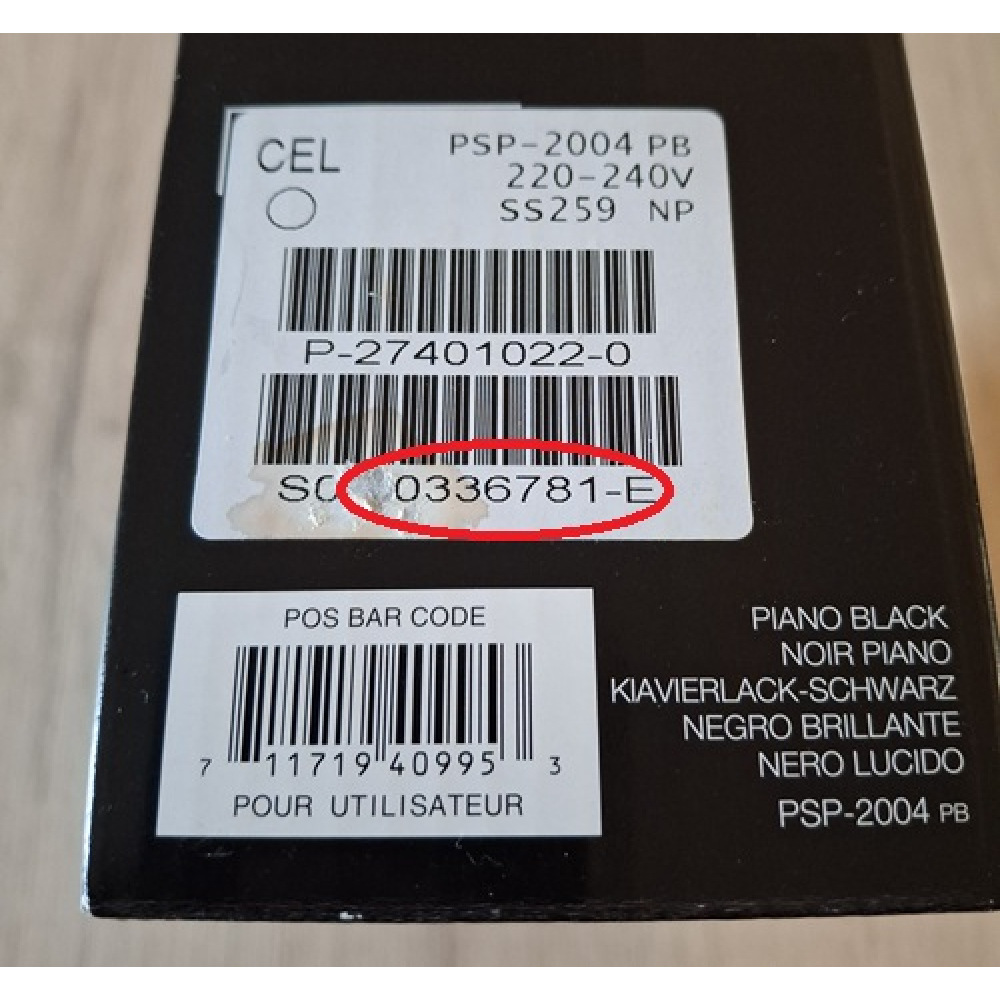 CEL
PSP-2004 PB
220-240V
SS259 NP
P-27401022-0
0336781-E
POS BAR CODE
7 11719 40995 3
POUR UTILISATEUR
PIANO BLACK
NOIR PIANO
KIAVIERLACK-SCHWARZ
NEGRO BRILLANTE
NERO LUCIDO
PSP-2004 PB